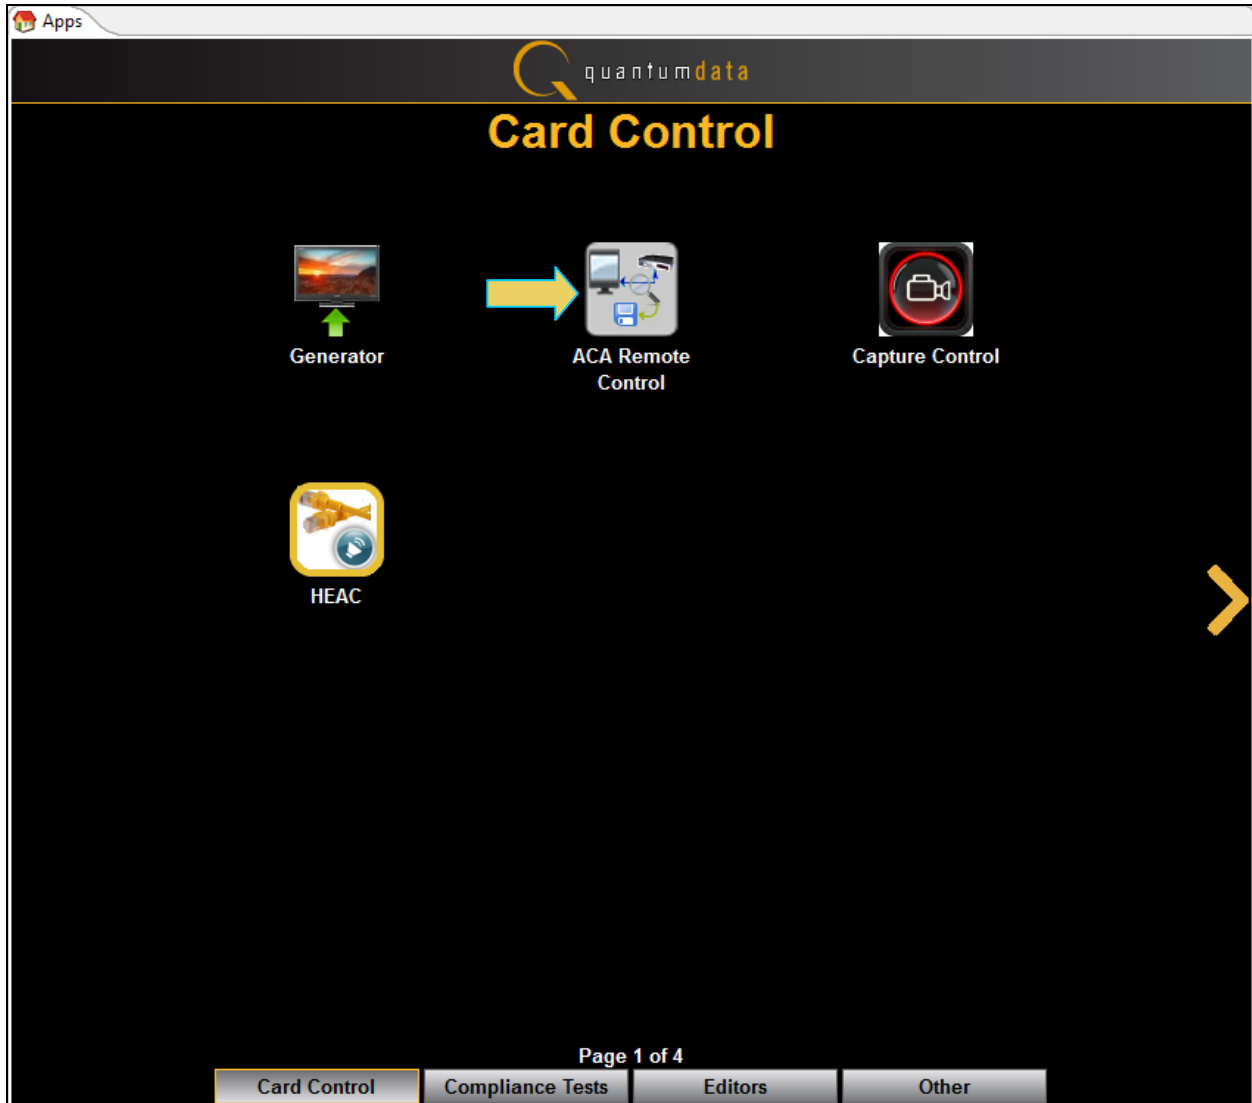 Apps
quantumdata
Card Control
Generator
ACA Remote
Control
Capture Control
HEAC
Page 1 of 4
Card Control
Compliance Tests
Editors
Other